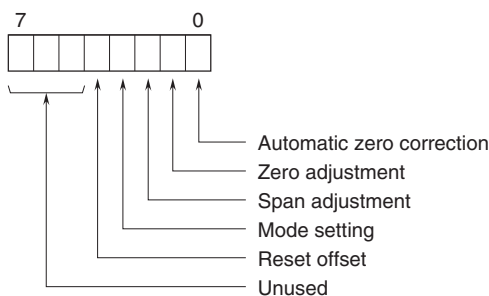 7 0
Automatic zero correction
Zero adjustment
Span adjustment
Mode setting
Reset offset
Unused